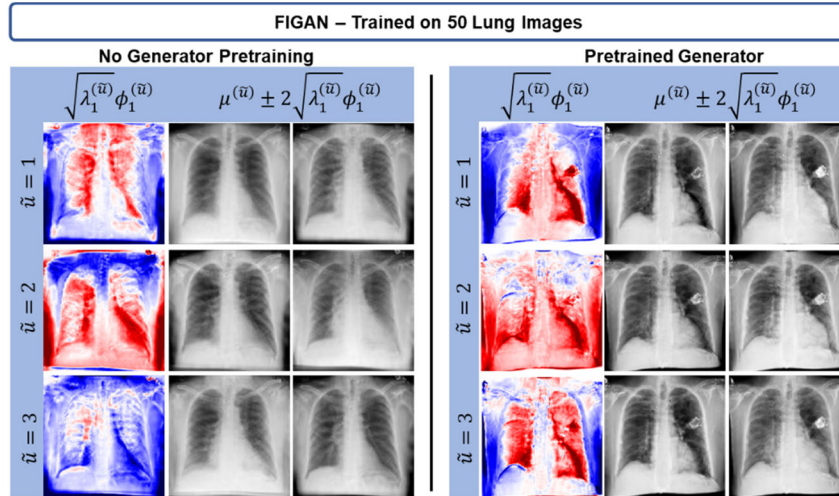 FIGAN – Trained on 50 Lung Images
No Generator Pretraining
Pretrained Generator
√λ₁^(ũ) ϕ₁^(ũ)
μ^(ũ) ± 2√λ₁^(ũ) ϕ₁^(ũ)
√λ₁^(ũ) ϕ₁^(ũ)
μ^(ũ) ± 2√λ₁^(ũ) ϕ₁^(ũ)
ũ = 1
ũ = 2
ũ = 3
ũ = 1
ũ = 2
ũ = 3